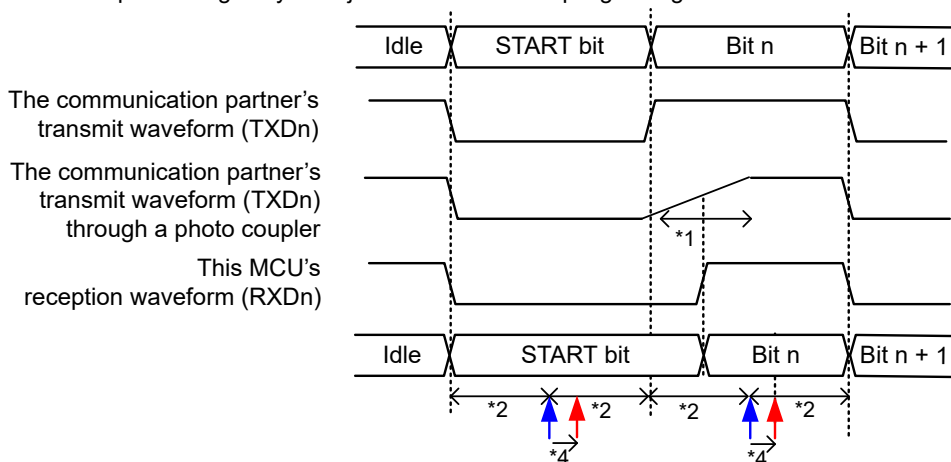 Idle START bit Bit n Bit n + 1
The communication partner's
transmit waveform (TXDn)
The communication partner's
transmit waveform (TXDn)
through a photo coupler
*1
This MCU's
reception waveform (RXDn)
Idle START bit Bit n Bit n + 1
*2 *2 *2 *2
*4 *4